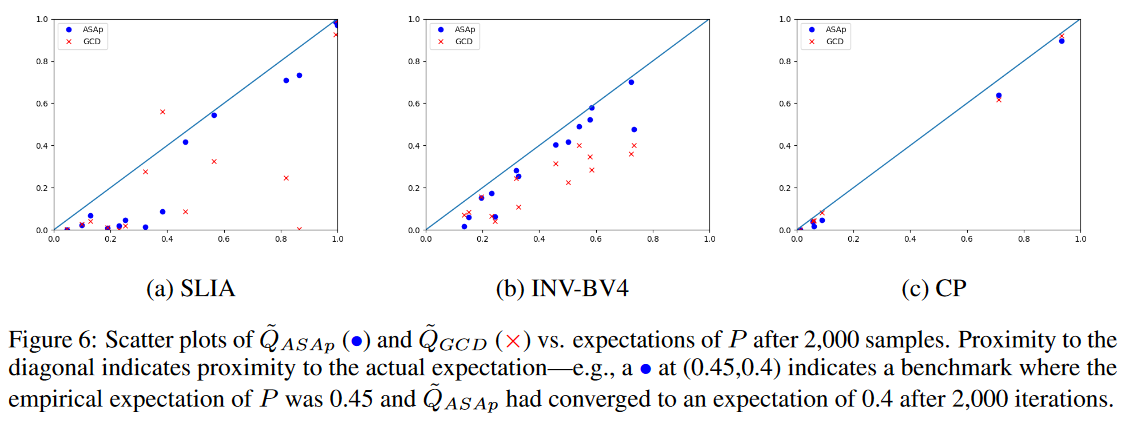 1.0
0.8
0.6
0.4
0.2
0.0
0.0 0.2 0.4 0.6 0.8 1.0
ASAp
GCD
1.0
0.8
0.6
0.4
0.2
0.0
0.0 0.2 0.4 0.6 0.8 1.0
ASAp
GCD
1.0
0.8
0.6
0.4
0.2
0.0
0.0 0.2 0.4 0.6 0.8 1.0
ASAp
GCD
(a) SLIA
(b) INV-BV4
(c) CP
Figure 6: Scatter plots of Q̃_ASAp (●) and Q̃_GCD (×) vs. expectations of P after 2,000 samples. Proximity to the
diagonal indicates proximity to the actual expectation—e.g., a ● at (0.45,0.4) indicates a benchmark where the
empirical expectation of P was 0.45 and Q̃_ASAp had converged to an expectation of 0.4 after 2,000 iterations.